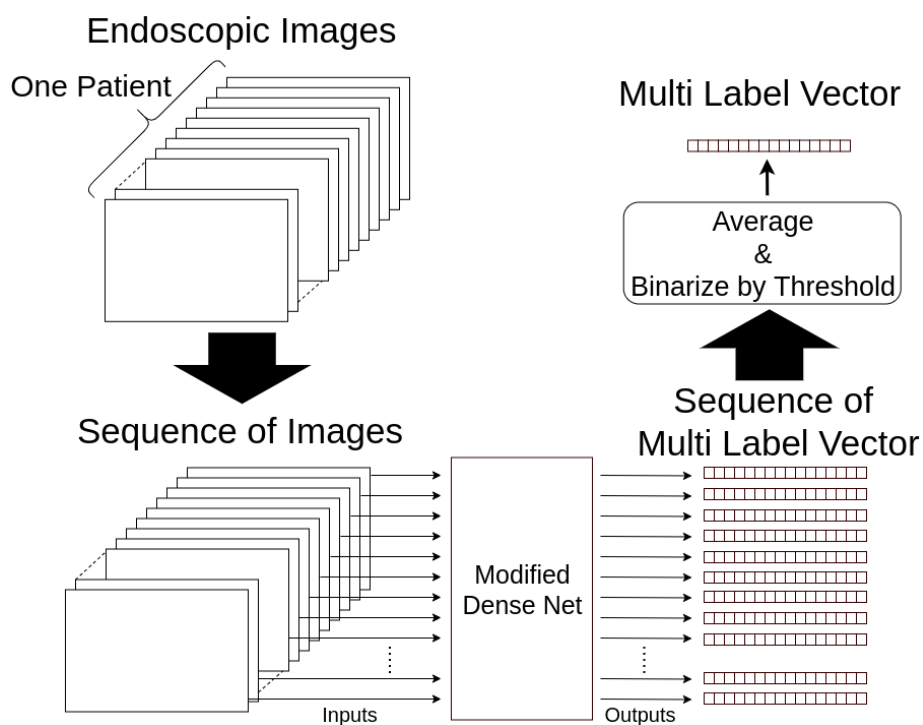 Endoscopic Images
One Patient
Multi Label Vector
Average
&
Binarize by Threshold
Sequence of Images
Sequence of
Multi Label Vector
Modified
Dense Net
Inputs
Outputs